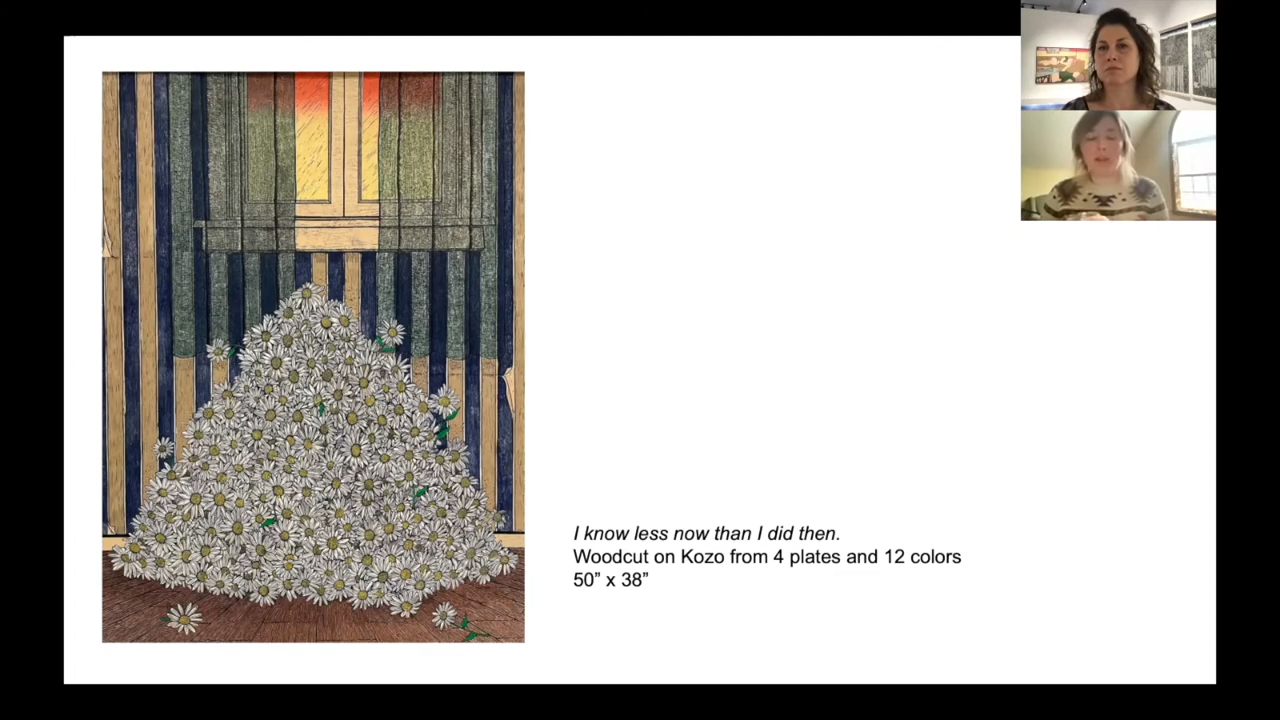 I know less now than I did then.
Woodcut on Kozo from 4 plates and 12 colors
50” x 38”